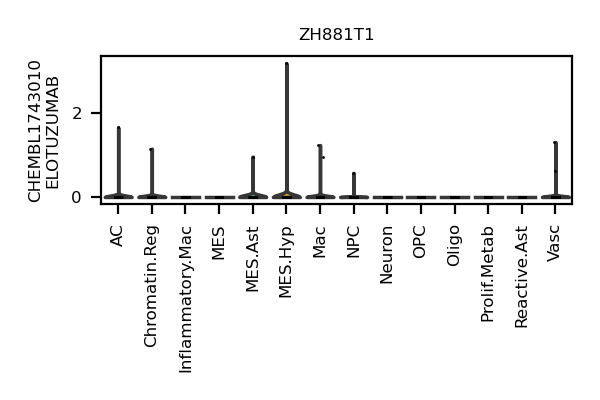 ZH881T1
CHEMBL1743010
ELOTUZUMAB
2
0
AC
Chromatin.Reg
Inflammatory.Mac
MES
MES.Ast
MES.Hyp
Mac
NPC
Neuron
OPC
Oligo
Prolif.Metab
Reactive.Ast
Vasc